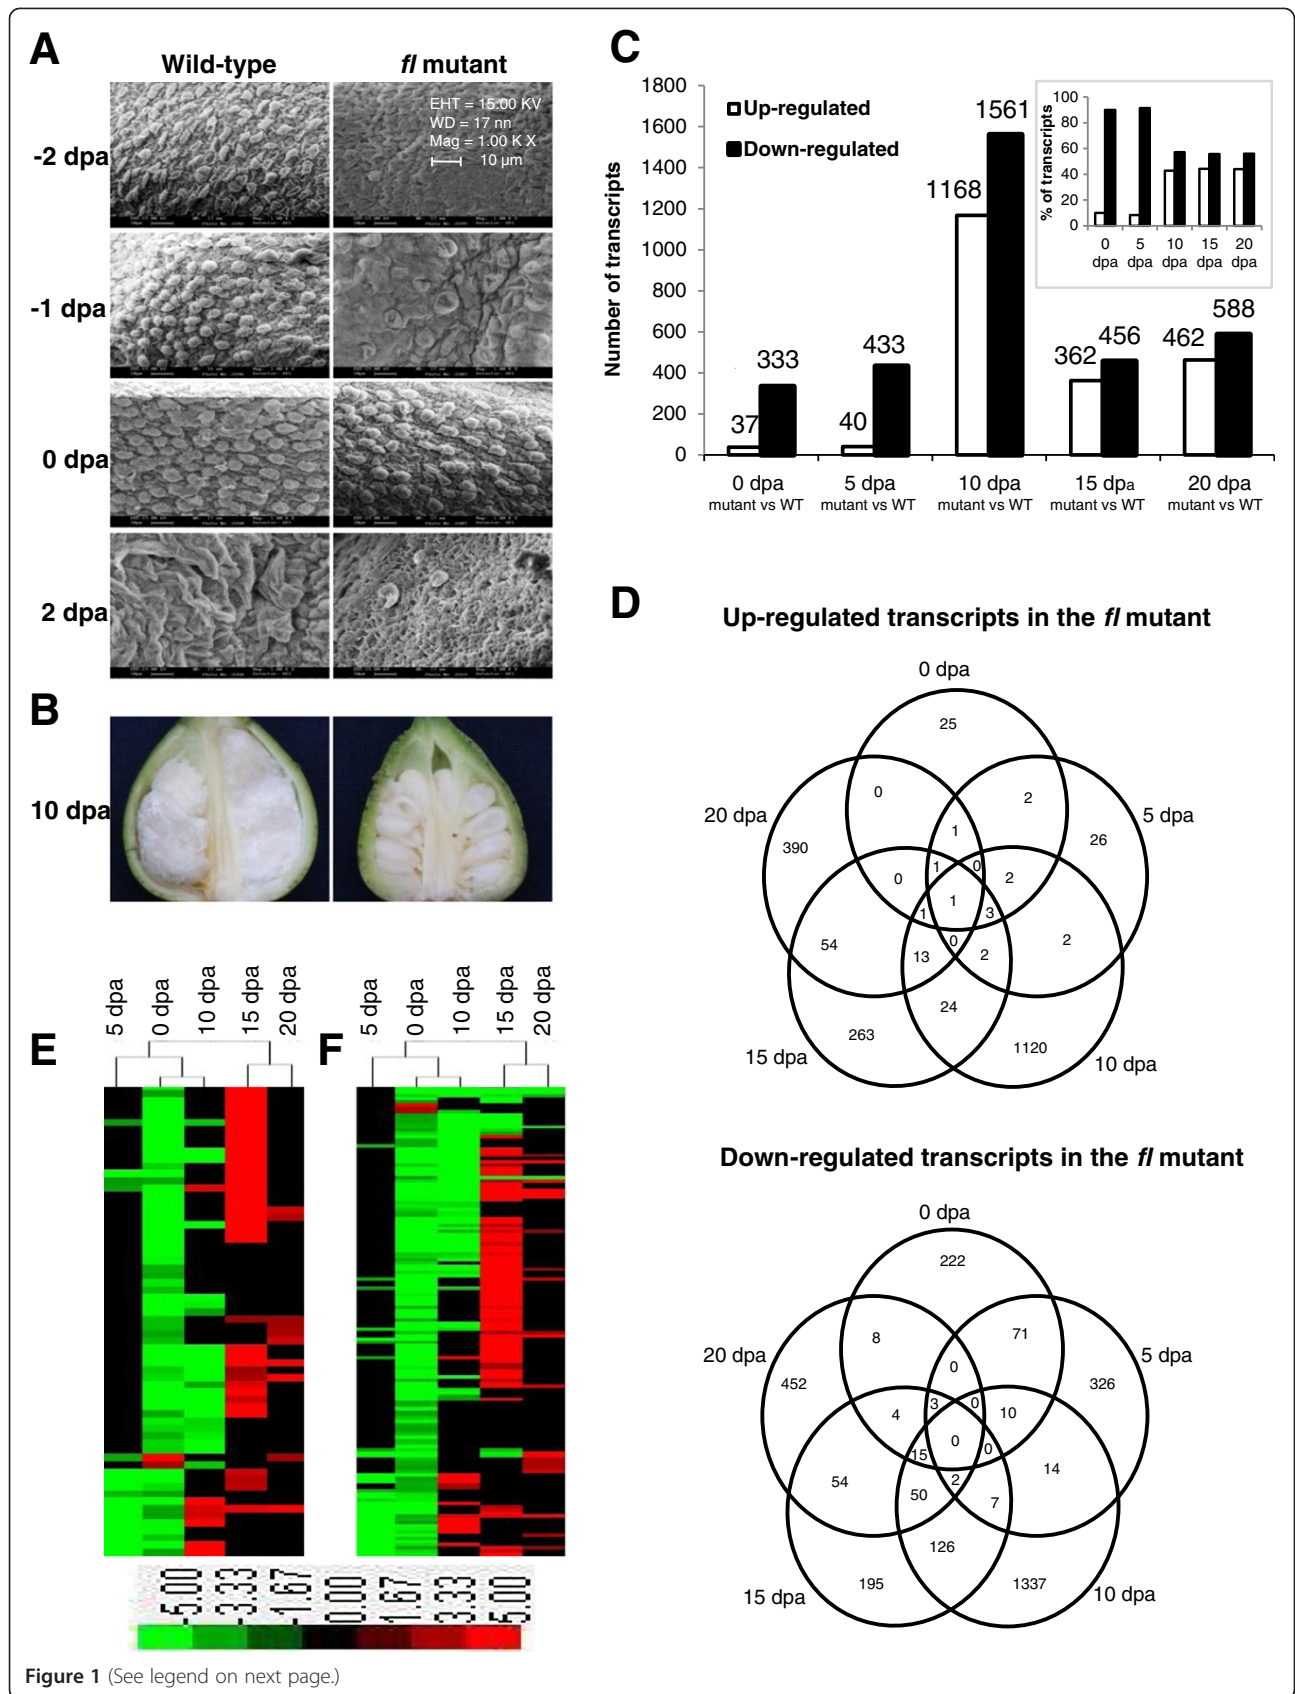 A
Wild-type
fl mutant
EHT = 15.00 KV
WD = 17 nn
Mag = 1.00 K X
10 µm
-2 dpa
-1 dpa
0 dpa
2 dpa
B
10 dpa
C
Number of transcripts
1800
1600
1400
1200
1000
800
600
400
200
0
Up-regulated
Down-regulated
37
333
40
433
1168
1561
362
456
462
588
0 dpa
mutant vs WT
5 dpa
mutant vs WT
10 dpa
mutant vs WT
15 dpa
mutant vs WT
20 dpa
mutant vs WT
% of transcripts
100
80
60
40
20
0
0 5 10 15 20
dpa dpa dpa dpa dpa
D
Up-regulated transcripts in the fl mutant
0 dpa
25
0
2
20 dpa
5 dpa
1
26
390
1
0
0
2
1
1
3
54
0
2
13
2
24
263
1120
15 dpa
10 dpa
Down-regulated transcripts in the fl mutant
0 dpa
222
8
71
20 dpa
5 dpa
0
452
326
3
0
4
10
0
15
0
54
14
2
50
7
126
195
1337
15 dpa
10 dpa
E
5 dpa
0 dpa
10 dpa
15 dpa
20 dpa
F
5 dpa
0 dpa
10 dpa
15 dpa
20 dpa
-5.00
-3.33
-1.67
0.00
1.67
3.33
5.00
Figure 1 (See legend on next page.)